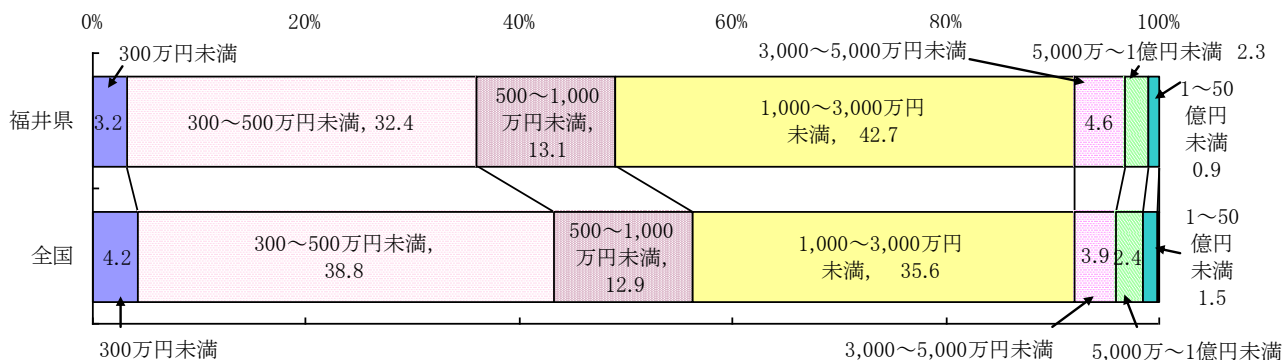 0%
20%
40%
60%
80%
100%
300万円未満
3,000～5,000万円未満
5,000万～1億円未満 2.3
福井県
3.2
300～500万円未満, 32.4
500～1,000
万円未満,
13.1
1,000～3,000万円
未満, 42.7
4.6
1～50
億円
未満
0.9
全国
4.2
300～500万円未満,
38.8
500～1,000
万円未満,
12.9
1,000～3,000万円
未満, 35.6
3.9
2.4
1～50
億円
未満
1.5
300万円未満
3,000～5,000万円未満
5,000万～1億円未満